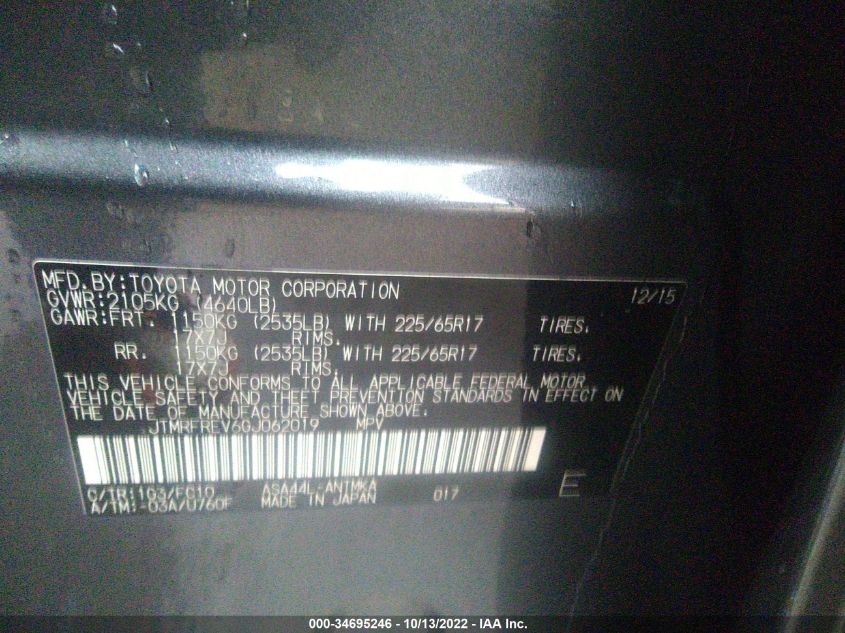 MFD.BY:TOYOTA MOTOR CORPORATION 12/15
GVWR:2105KG (4640LB)
GAWR:FRT. 1150KG (2535LB) WITH 225/65R17 TIRES,
17X7J RIMS.
RR. 1150KG (2535LB) WITH 225/65R17 TIRES,
17X7J RIMS.
THIS VEHICLE CONFORMS TO ALL APPLICABLE FEDERAL MOTOR
VEHICLE SAFETY AND THEFT PREVENTION STANDARDS IN EFFECT ON
THE DATE OF MANUFACTURE SHOWN ABOVE.
JTMRFREV6GJ062019 MPV
C/TR:1G3/FC10 ASA44L-ANTMKA 017 E
A/TM:-03A/U760F MADE IN JAPAN
000-34695246 - 10/13/2022 - IAA Inc.